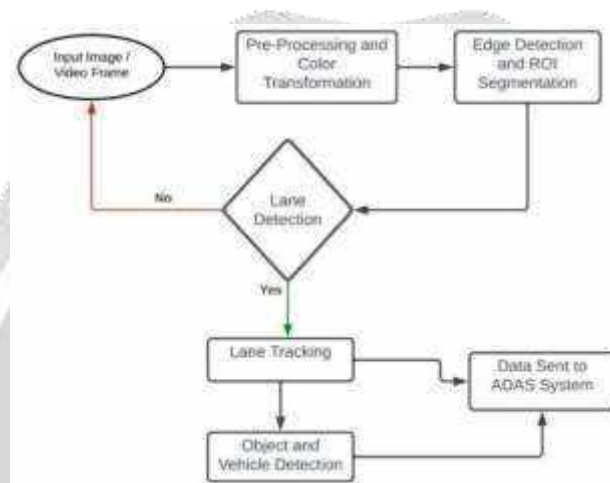 Input Image /
Video Frame
Pre-Processing and
Color
Transformation
Edge Detection
and ROI
Segmentation
No
Lane
Detection
Yes
Lane Tracking
Data Sent to
ADAS System
Object and
Vehicle Detection